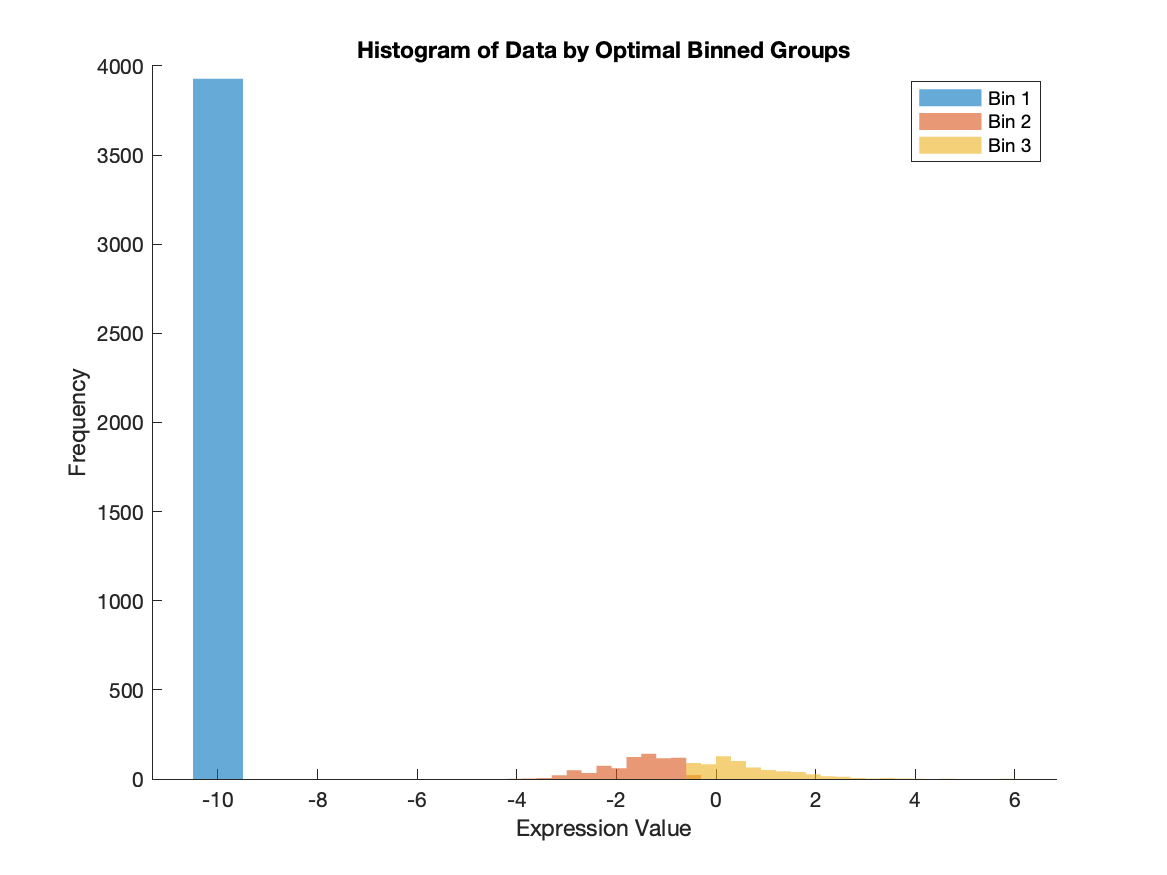 Histogram of Data by Optimal Binned Groups
4000
3500
3000
2500
2000
1500
1000
500
0
Frequency
Bin 1
Bin 2
Bin 3
-10 -8 -6 -4 -2 0 2 4 6
Expression Value